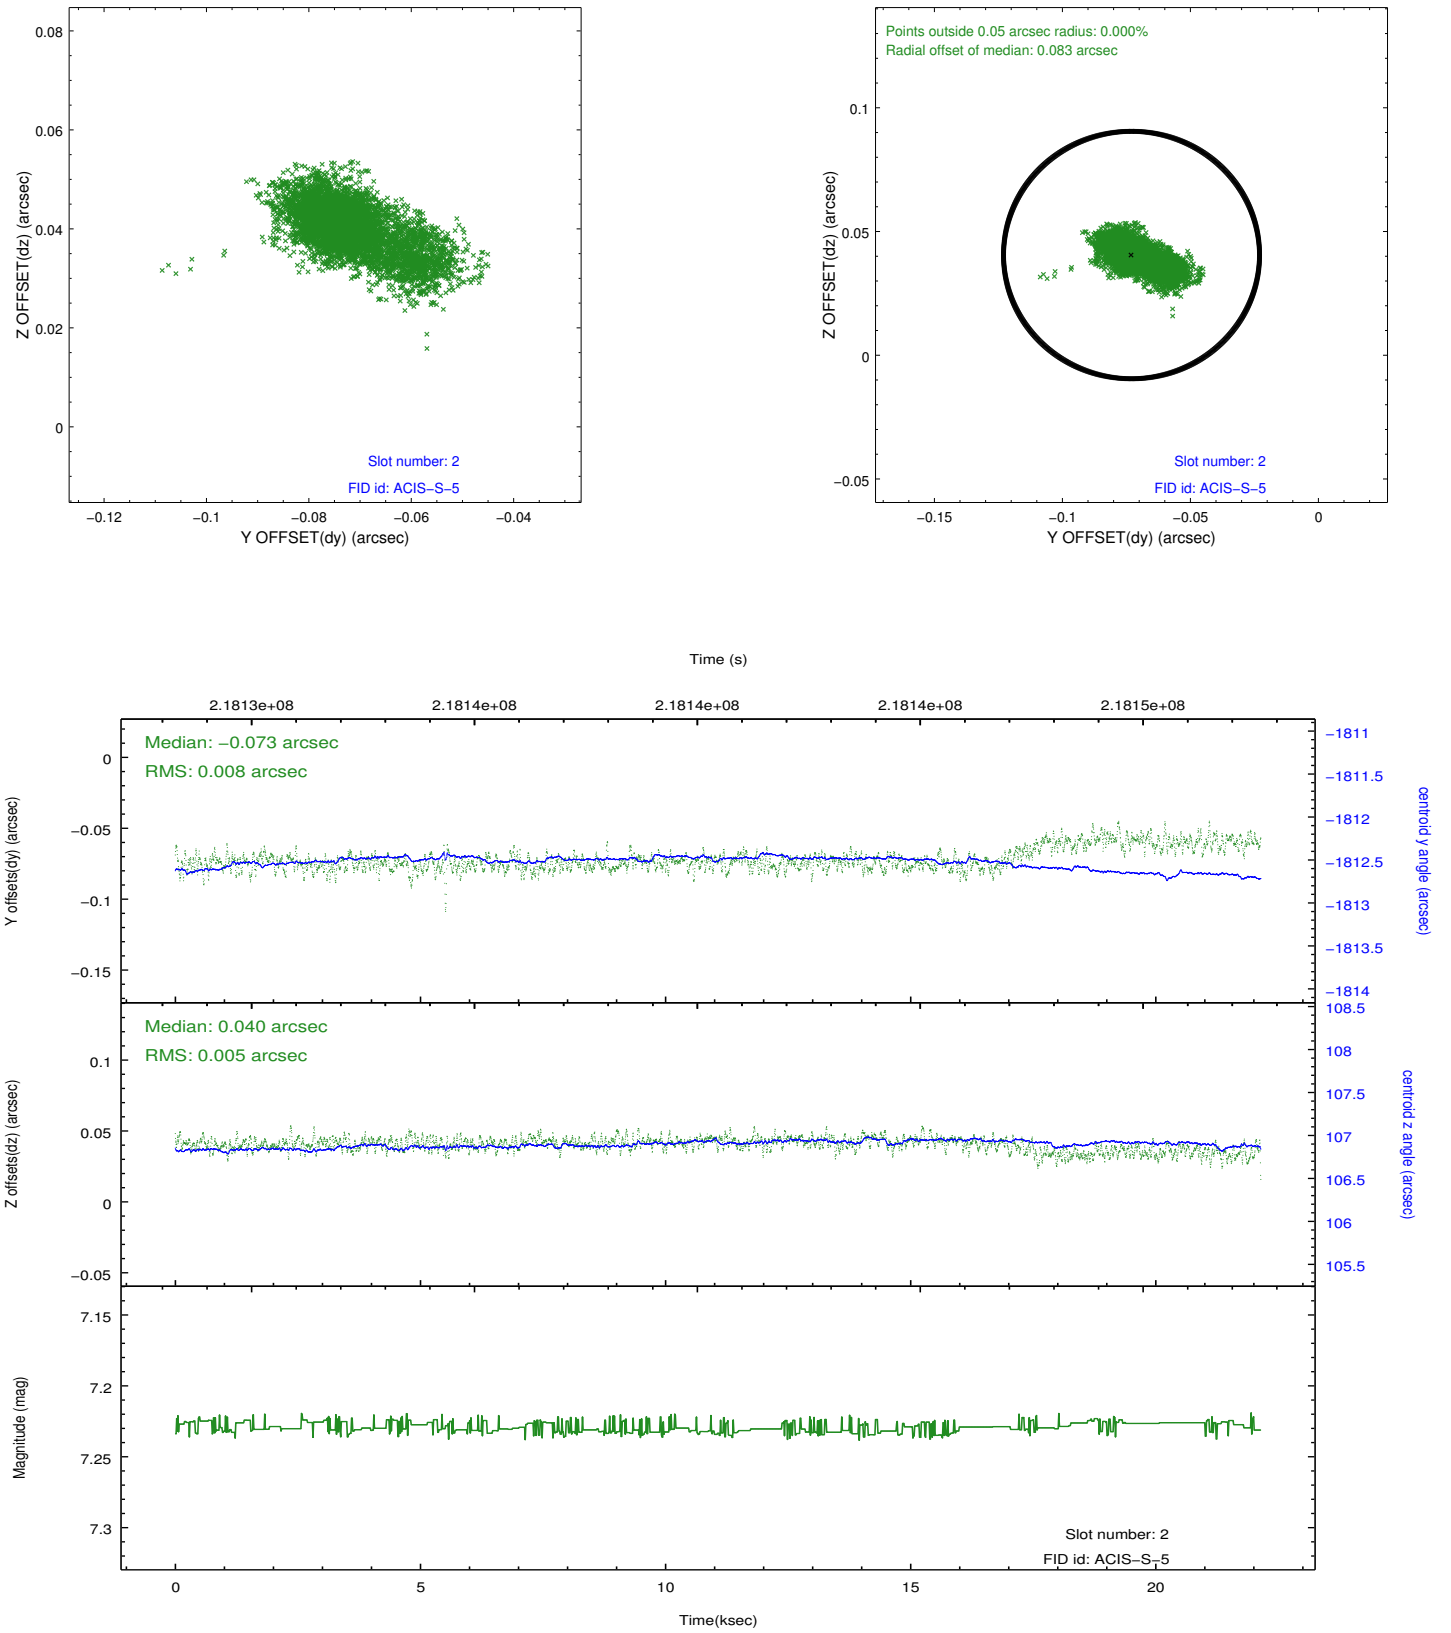 0.08
0.06
0.04
0.02
0
Z OFFSET(dz) (arcsec)
Slot number: 2
FID id: ACIS−S−5
−0.12 −0.1 −0.08 −0.06 −0.04
Y OFFSET(dy) (arcsec)
Points outside 0.05 arcsec radius: 0.000%
Radial offset of median: 0.083 arcsec
0.1
0.05
0
−0.05
Z OFFSET(dz) (arcsec)
Slot number: 2
FID id: ACIS−S−5
−0.15 −0.1 −0.05 0
Y OFFSET(dy) (arcsec)
Time (s)
2.1813e+08 2.1814e+08 2.1814e+08 2.1814e+08 2.1815e+08
Median: −0.073 arcsec
RMS: 0.008 arcsec
0
−0.05
−0.1
−0.15
Y offsets(dy) (arcsec)
−1811
−1811.5
−1812
−1812.5
−1813
−1813.5
−1814
centroid y angle (arcsec)
Median: 0.040 arcsec
RMS: 0.005 arcsec
0.1
0.05
0
−0.05
Z offsets(dz) (arcsec)
108.5
108
107.5
107
106.5
106
105.5
centroid z angle (arcsec)
7.15
7.2
7.25
7.3
Magnitude (mag)
Slot number: 2
FID id: ACIS−S−5
0 5 10 15 20
Time(ksec)